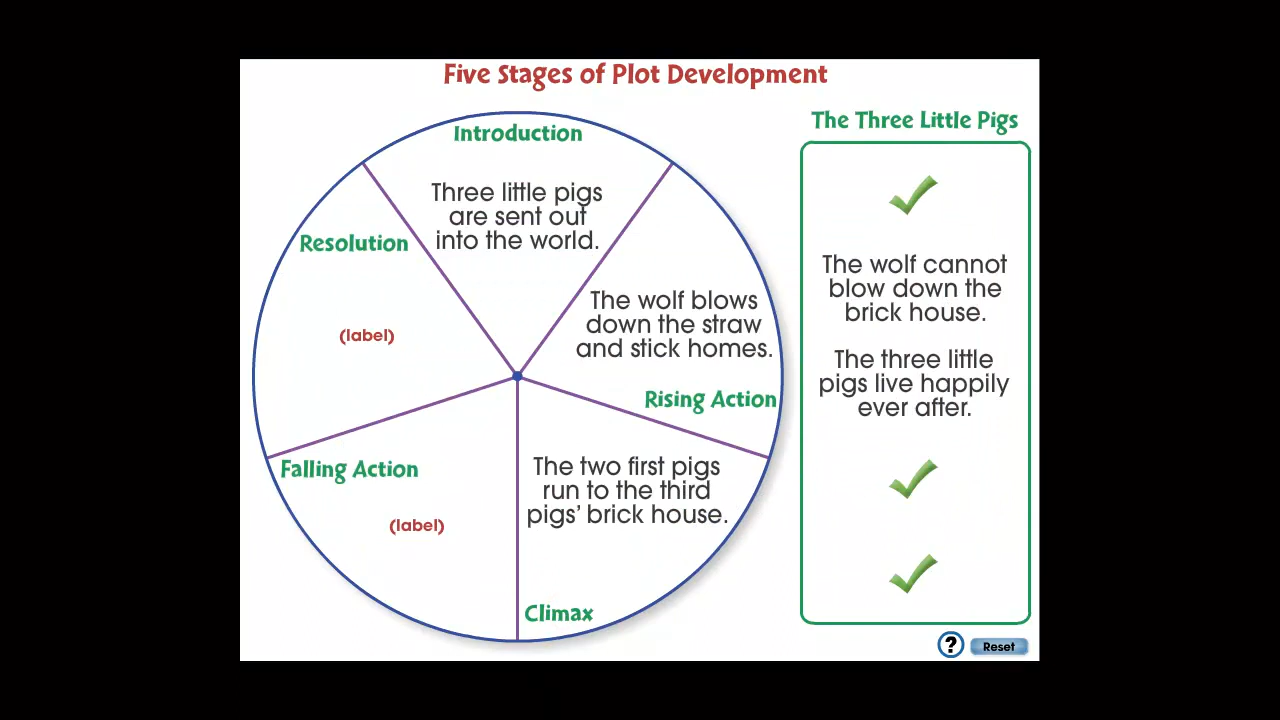 Five Stages of Plot Development
Introduction
Three little pigs
are sent out
into the world.
Resolution
(label)
The wolf blows
down the straw
and stick homes.
Rising Action
Falling Action
(label)
The two first pigs
run to the third
pigs’ brick house.
Climax
The Three Little Pigs
The wolf cannot
blow down the
brick house.
The three little
pigs live happily
ever after.
?
Reset